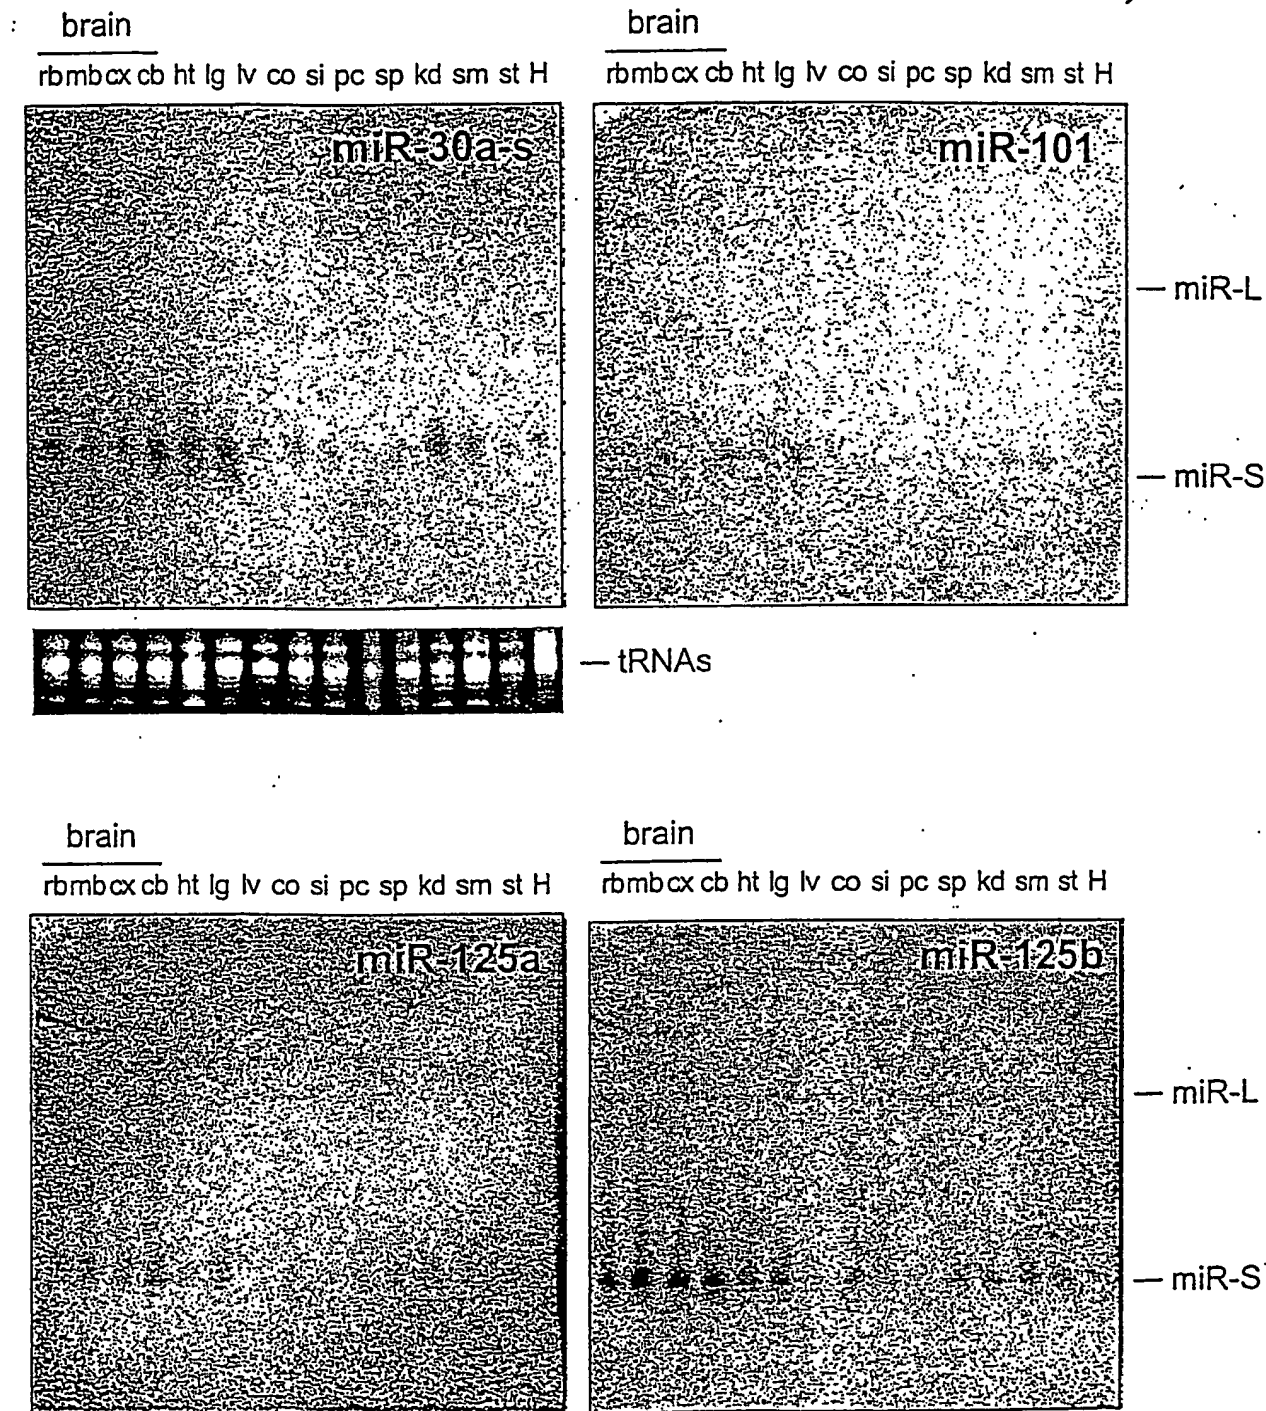 brain
brain
rb mb cx cb ht lg lv co si pc sp kd sm st H
rb mb cx cb ht lg lv co si pc sp kd sm st H
miR-30a-s
miR-101
miR-L
miR-S
tRNAs
brain
brain
rb mb cx cb ht lg lv co si pc sp kd sm st H
rb mb cx cb ht lg lv co si pc sp kd sm st H
miR-125a
miR-125b
miR-L
miR-S